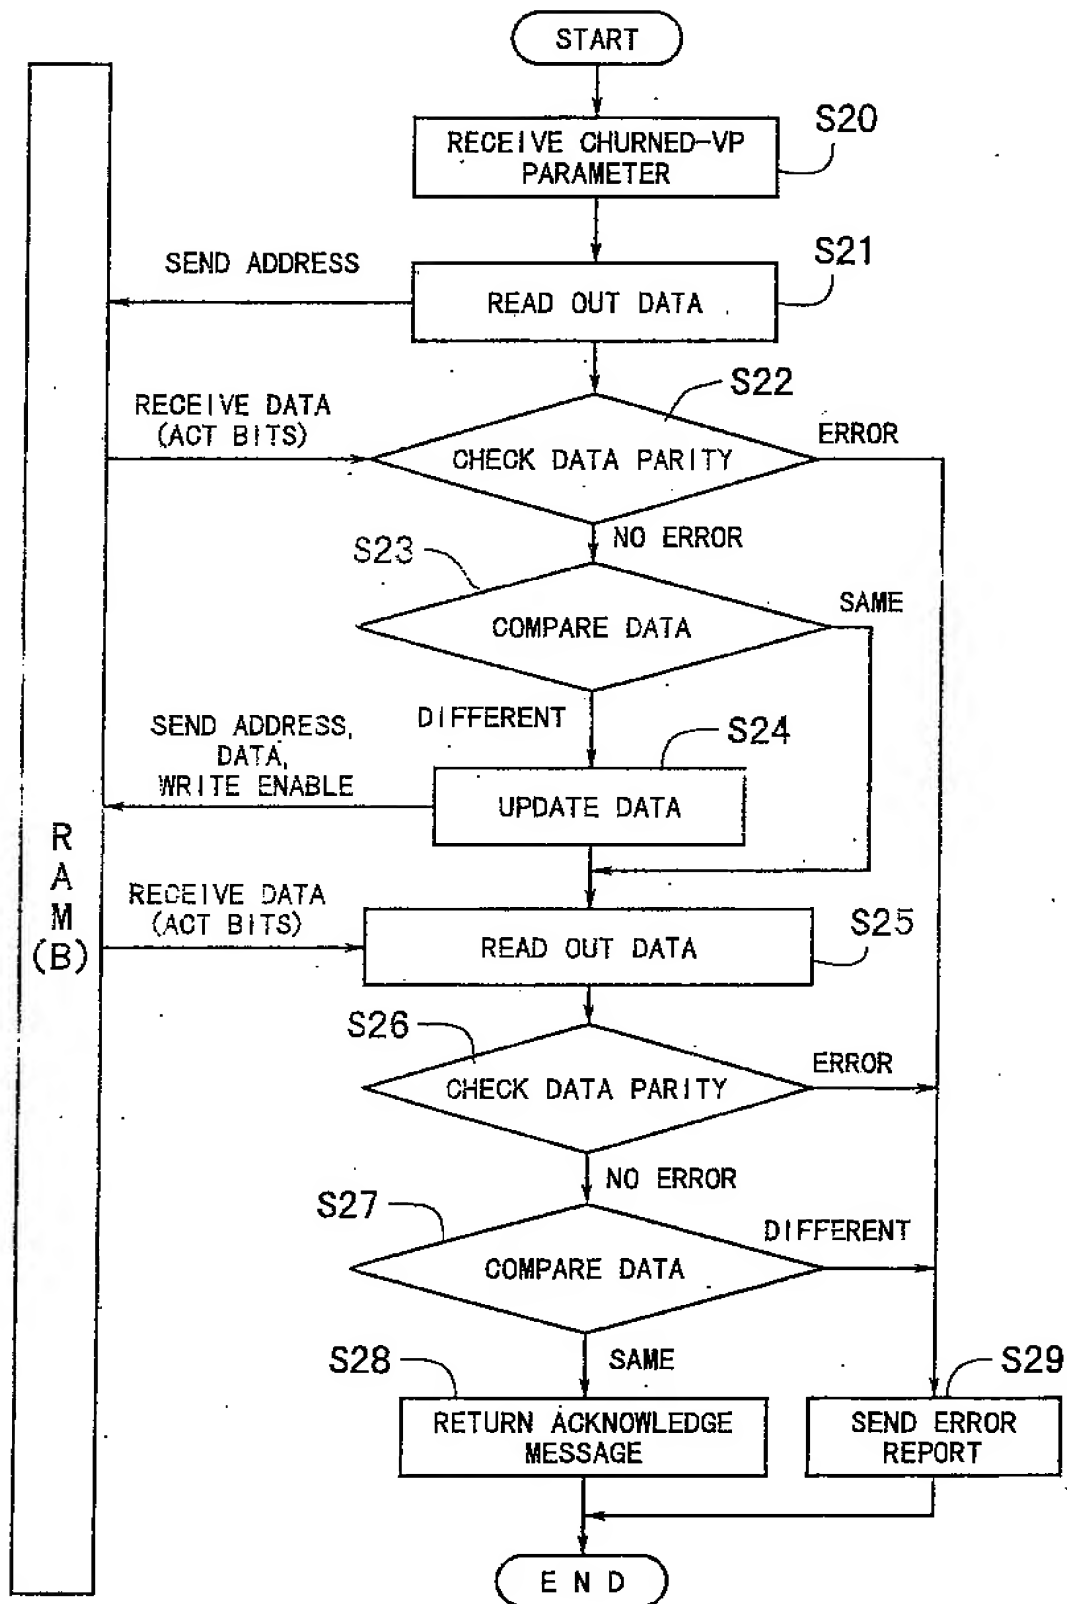 START
RECEIVE CHURNED-VP
PARAMETER
S20
SEND ADDRESS
READ OUT DATA
S21
RECEIVE DATA
(ACT BITS)
CHECK DATA PARITY
S22
ERROR
NO ERROR
S23
COMPARE DATA
SAME
DIFFERENT
SEND ADDRESS,
DATA,
WRITE ENABLE
S24
UPDATE DATA
R
A
M
(B)
RECEIVE DATA
(ACT BITS)
READ OUT DATA
S25
S26
CHECK DATA PARITY
ERROR
NO ERROR
S27
COMPARE DATA
DIFFERENT
SAME
S28
RETURN ACKNOWLEDGE
MESSAGE
S29
SEND ERROR
REPORT
END